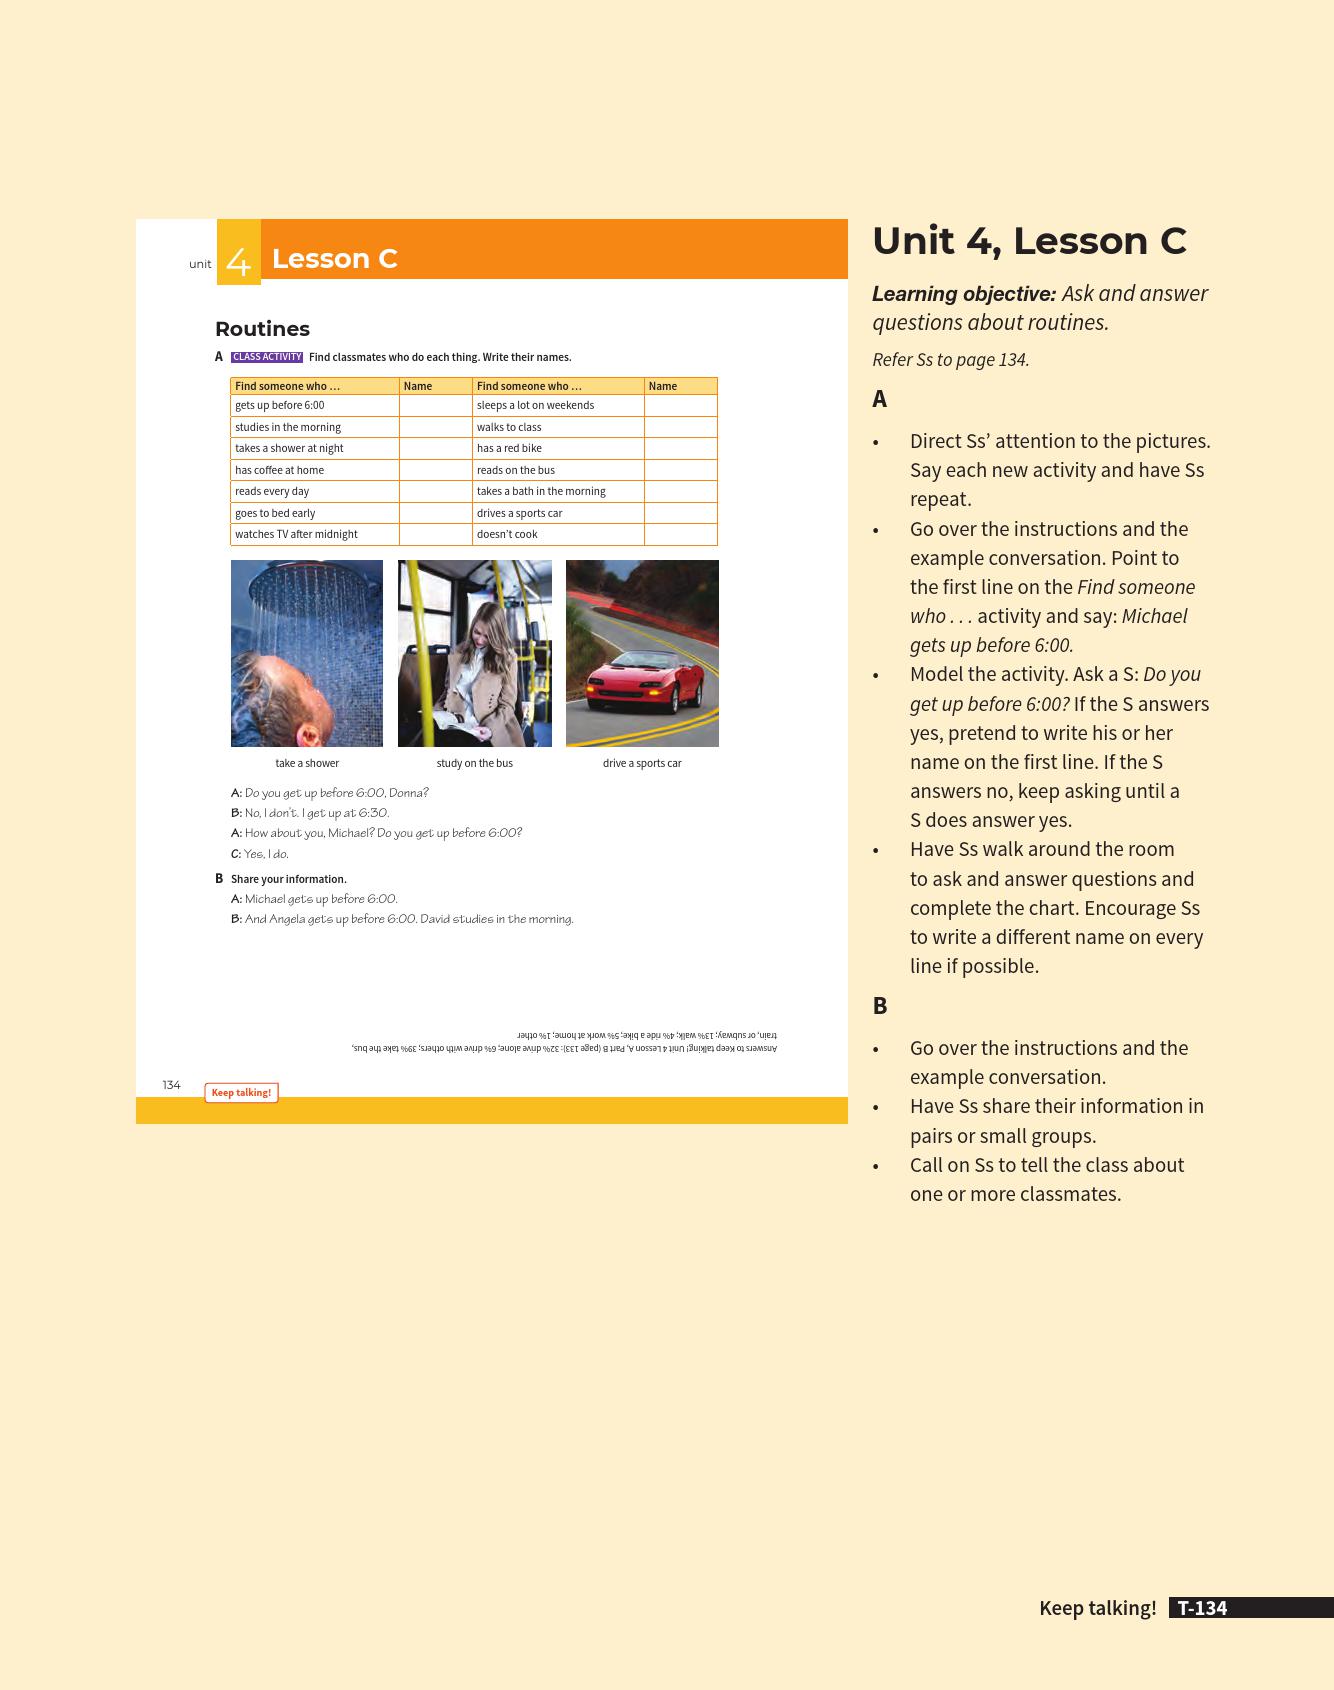 unit 4 Lesson C
Routines
A CLASS ACTIVITY Find classmates who do each thing. Write their names.
Find someone who … Name Find someone who … Name
gets up before 6:00 sleeps a lot on weekends
studies in the morning walks to class
takes a shower at night has a red bike
has coffee at home reads on the bus
reads every day takes a bath in the morning
goes to bed early drives a sports car
watches TV after midnight doesn't cook
take a shower study on the bus drive a sports car
A: Do you get up before 6:00, Donna?
B: No, I don't. I get up at 6:30.
A: How about you, Michael? Do you get up before 6:00?
C: Yes, I do.
B Share your information.
A: Michael gets up before 6:00.
B: And Angela gets up before 6:00. David studies in the morning.
Answers to Keep talking! Unit 4 Lesson A, Part B (page 133): 32% drive alone; 6% drive with others; 39% take the bus,
train, or subway; 13% walk; 4% ride a bike; 5% work at home; 1% other
134 Keep talking!
Unit 4, Lesson C
Learning objective: Ask and answer
questions about routines.
Refer Ss to page 134.
A
• Direct Ss’ attention to the pictures.
Say each new activity and have Ss
repeat.
• Go over the instructions and the
example conversation. Point to
the first line on the Find someone
who . . . activity and say: Michael
gets up before 6:00.
• Model the activity. Ask a S: Do you
get up before 6:00? If the S answers
yes, pretend to write his or her
name on the first line. If the S
answers no, keep asking until a
S does answer yes.
• Have Ss walk around the room
to ask and answer questions and
complete the chart. Encourage Ss
to write a different name on every
line if possible.
B
• Go over the instructions and the
example conversation.
• Have Ss share their information in
pairs or small groups.
• Call on Ss to tell the class about
one or more classmates.
Keep talking! T-134